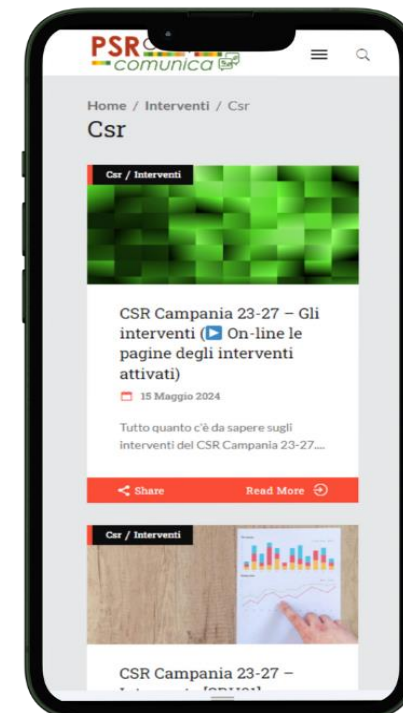 PSR
comunica
Home / Interventi / Csr
Csr
Csr / Interventi
CSR Campania 23-27 – Gli
interventi (▶ On-line le
pagine degli interventi
attivati)
15 Maggio 2024
Tutto quanto c'è da sapere sugli
interventi del CSR Campania 23-27....
Share Read More
Csr / Interventi
CSR Campania 23-27 –